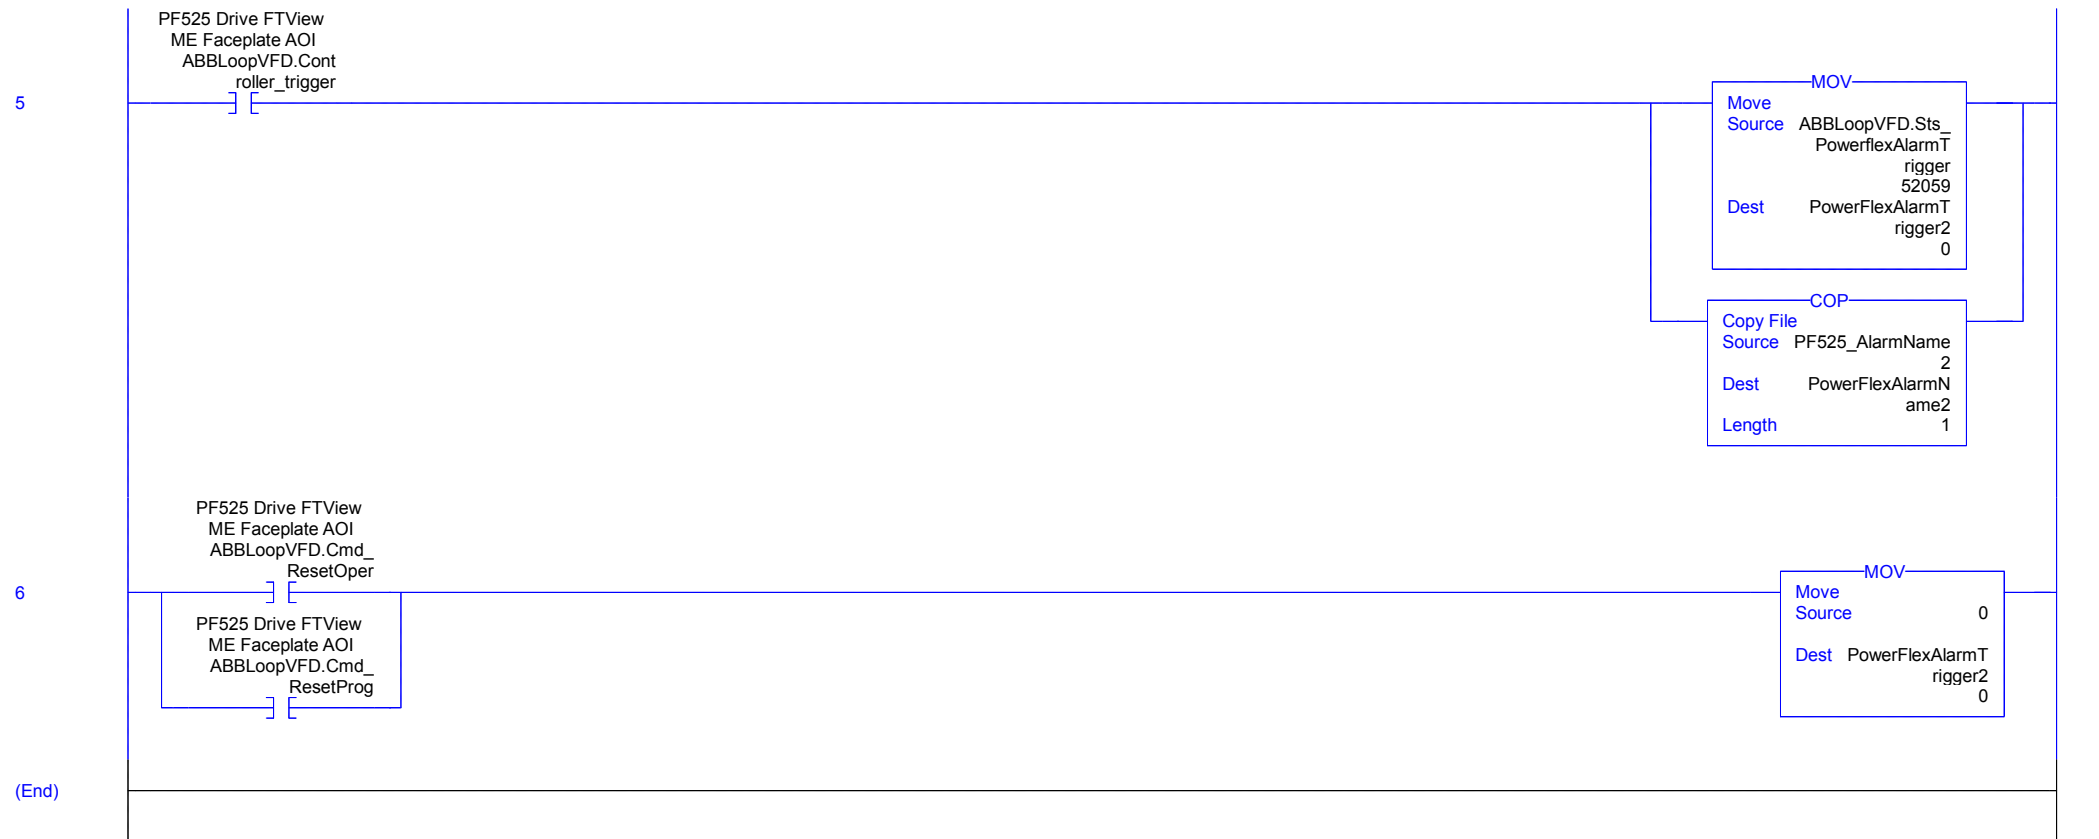 PF525 Drive FTView
ME Faceplate AOI
ABBLoopVFD.Cont
roller_trigger
5
MOV
Move
Source ABBLoopVFD.Sts_
PowerflexAlarmT
rigger
52059
Dest PowerFlexAlarmT
rigger2
0
COP
Copy File
Source PF525_AlarmName
2
Dest PowerFlexAlarmN
ame2
Length 1
PF525 Drive FTView
ME Faceplate AOI
ABBLoopVFD.Cmd_
ResetOper
6
PF525 Drive FTView
ME Faceplate AOI
ABBLoopVFD.Cmd_
ResetProg
MOV
Move
Source 0
Dest PowerFlexAlarmT
rigger2
0
(End)